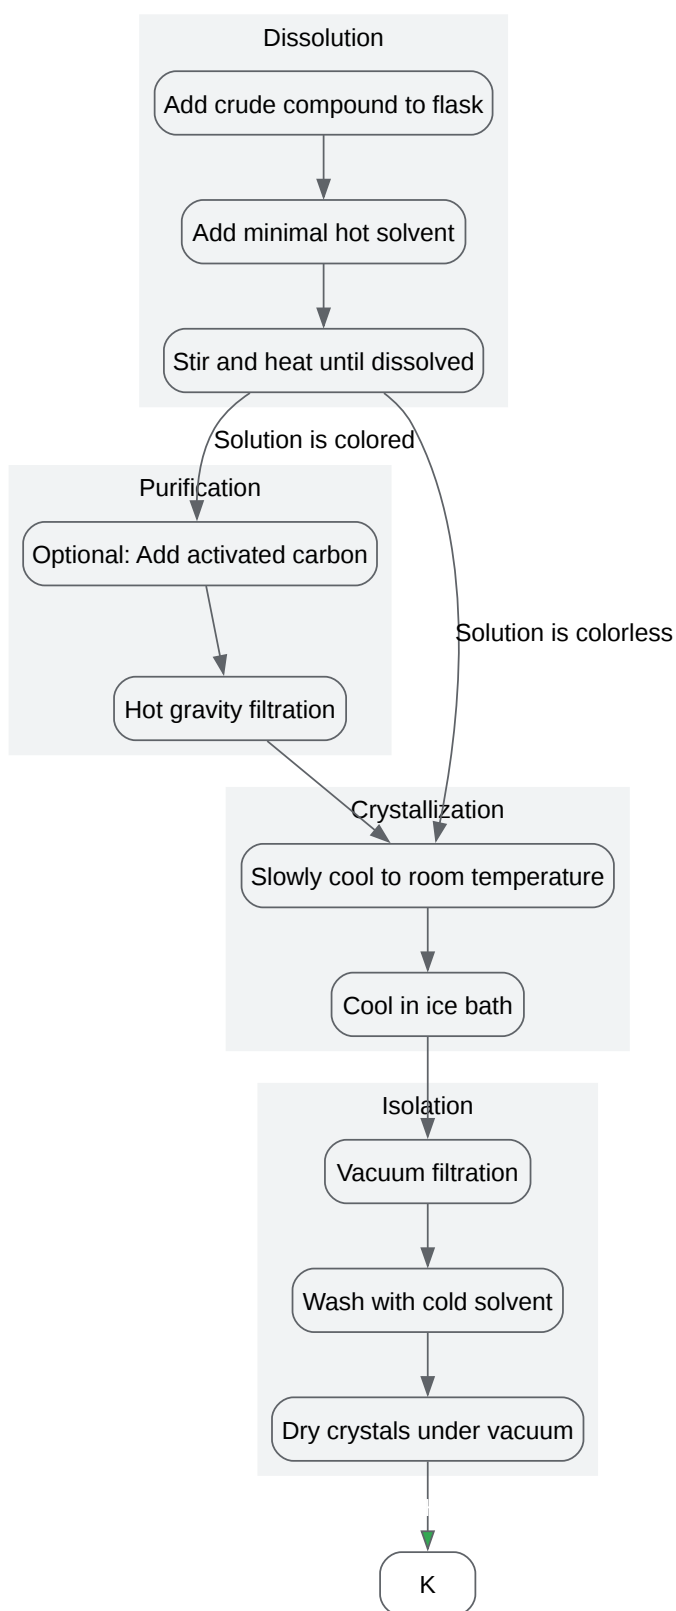 Dissolution
Add crude compound to flask
Add minimal hot solvent
Stir and heat until dissolved
Solution is colored
Purification
Optional: Add activated carbon
Solution is colorless
Hot gravity filtration
Crystallization
Slowly cool to room temperature
Cool in ice bath
Isolation
Vacuum filtration
Wash with cold solvent
Dry crystals under vacuum
K